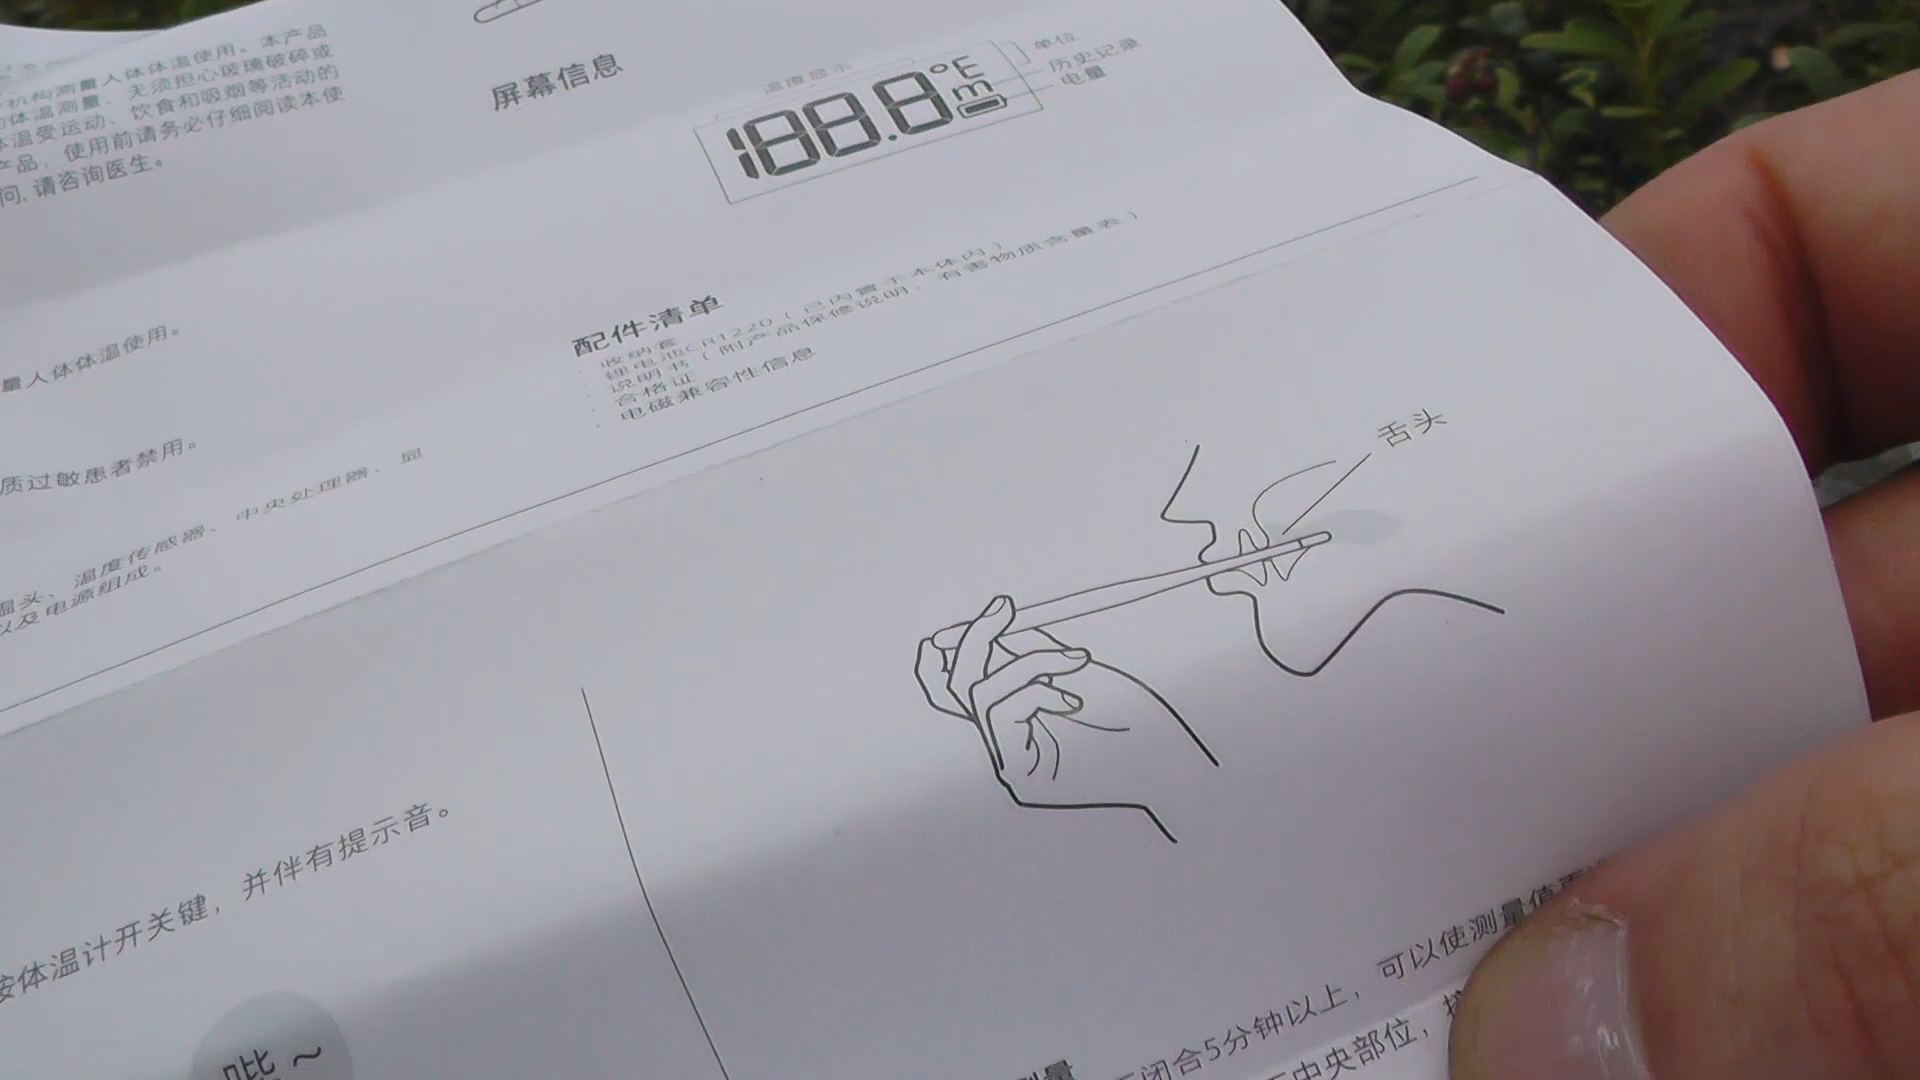 机构测量人体体温使用。本产品
的体温测量，无须担心玻璃破碎或
体温受运动、饮食和吸烟等活动的
产品，使用前请务必仔细阅读本使
问,请咨询医生。
屏幕信息
温度显示
188.8°F
m
单位
历史记录
电量
量人体体温使用。
质过敏患者禁用。
温头、温度传感器、中央处理器、显
以及电源组成。
配件清单
收纳套
锂电池CR1220（已内置于本体内）
说明书（附产品保修说明、有害物质含量表）
合格证
电磁兼容性信息
舌头
按体温计开关键，并伴有提示音。
哔~
测量
闭合5分钟以上，可以使测量值
中央部位，